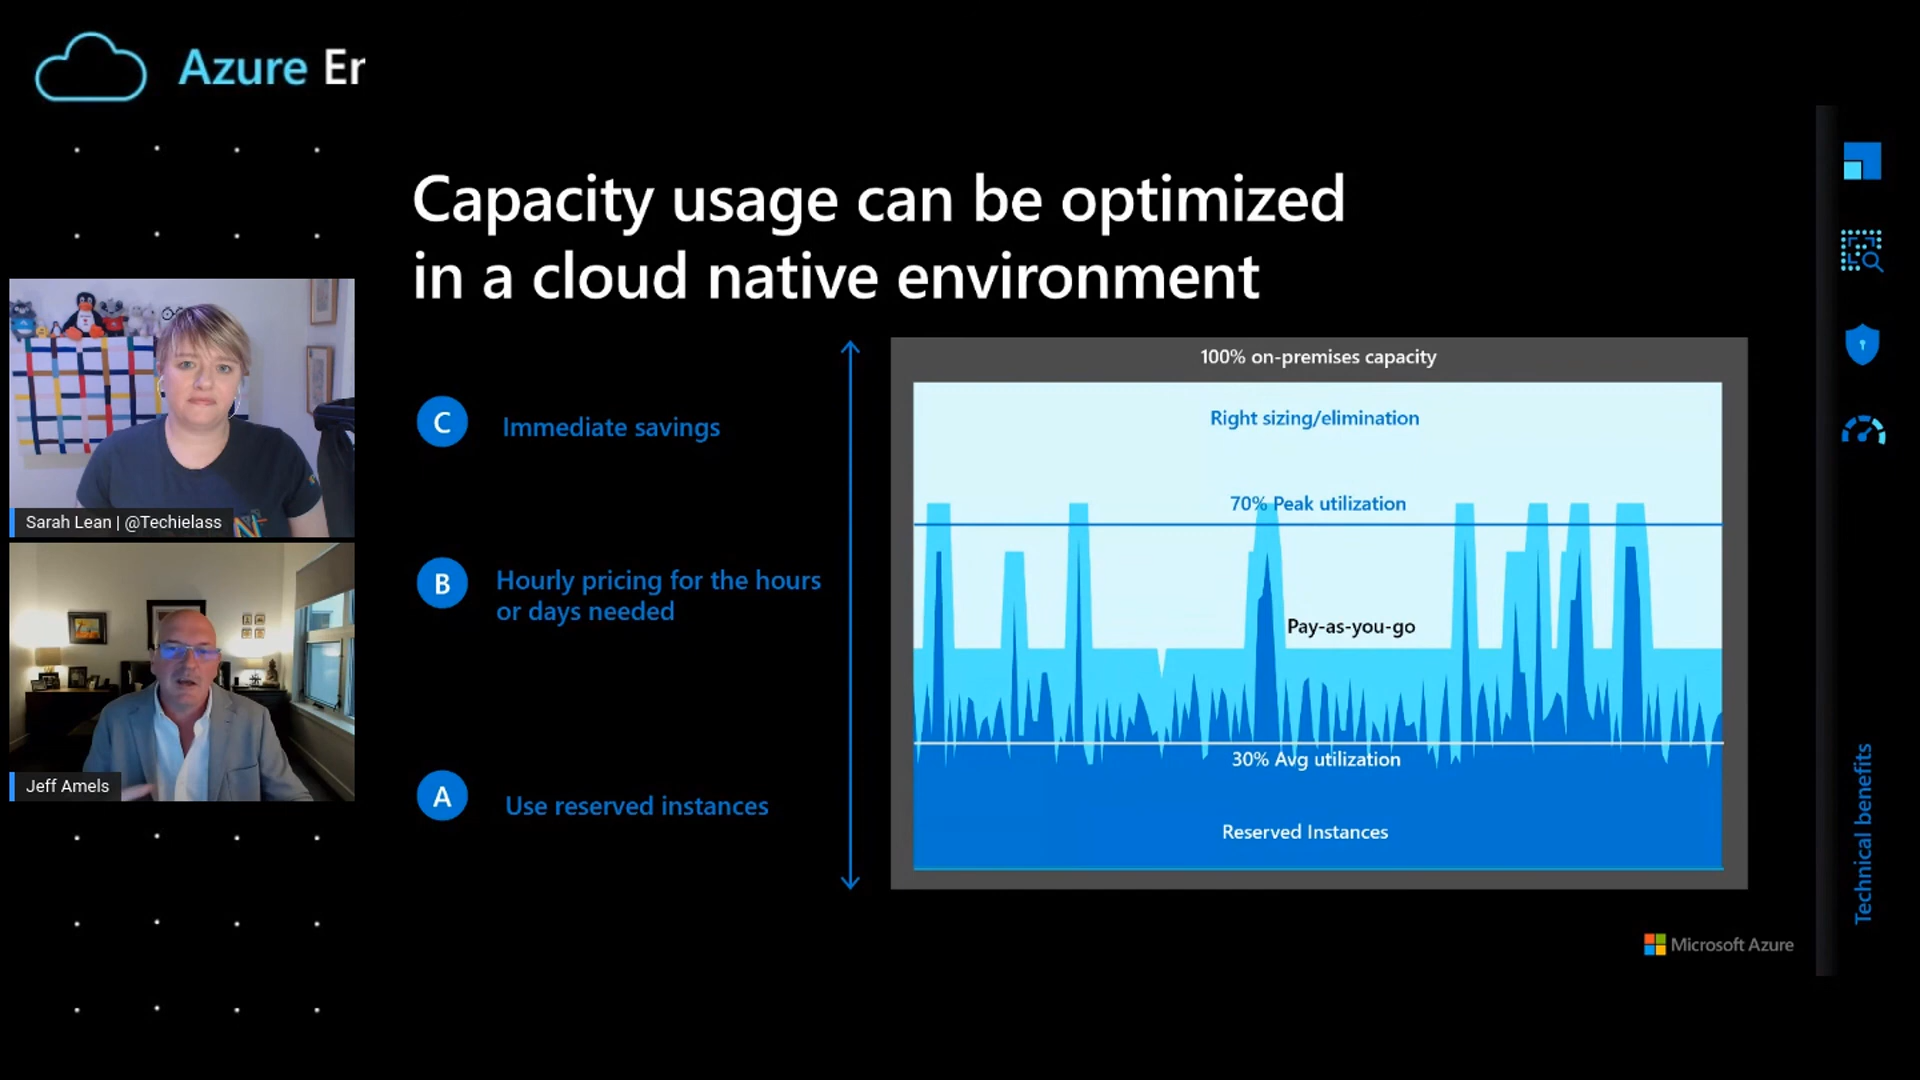 Azure Er
Capacity usage can be optimized
in a cloud native environment
Sarah Lean | @Techielass
Jeff Amels
C
Immediate savings
B
Hourly pricing for the hours
or days needed
A
Use reserved instances
100% on-premises capacity
Right sizing/elimination
70% Peak utilization
Pay-as-you-go
30% Avg utilization
Reserved Instances
Technical benefits
Microsoft Azure